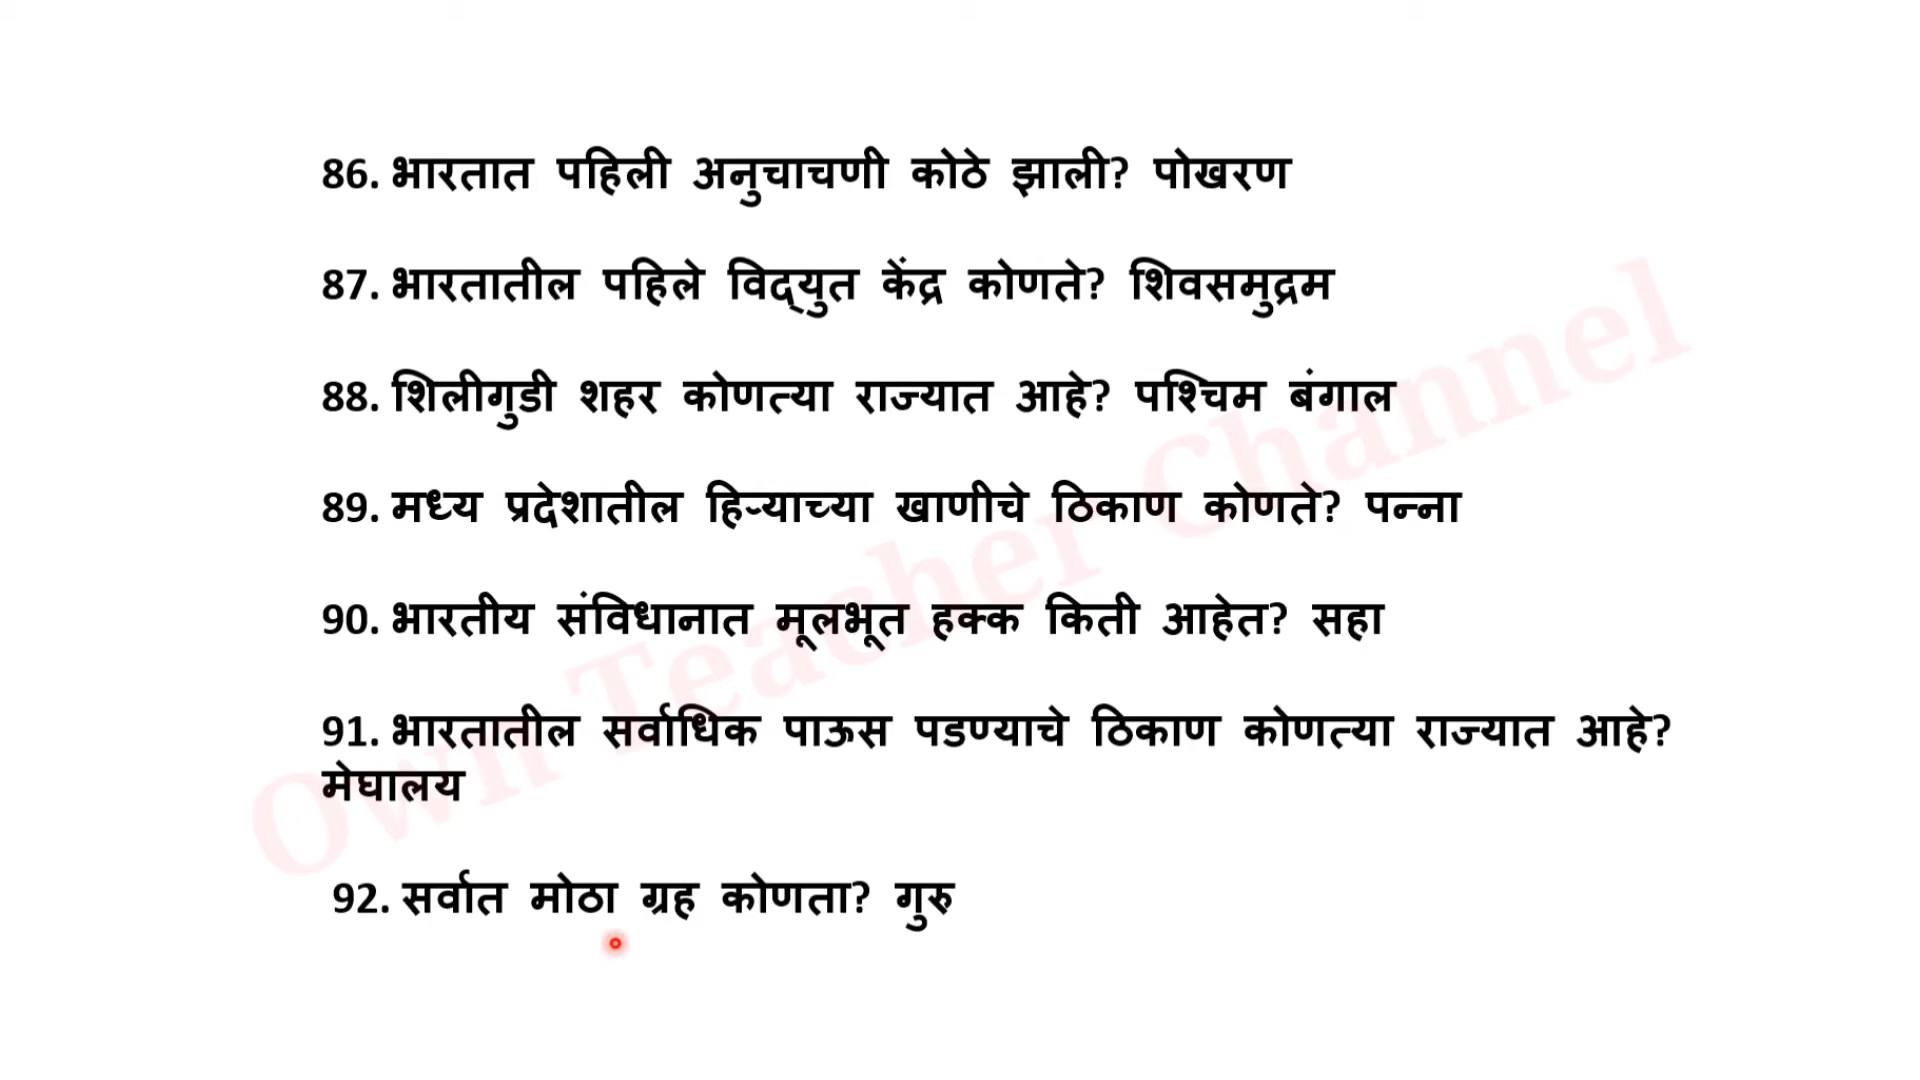 86. भारतात पहिली अनुचाचणी कोठे झाली? पोखरण
87. भारतातील पहिले विद्‌युत केंद्र कोणते? शिवसमुद्रम
88. शिलीगुडी शहर कोणत्या राज्यात आहे? पश्चिम बंगाल
89. मध्य प्रदेशातील हिऱ्याच्या खाणीचे ठिकाण कोणते? पन्ना
90. भारतीय संविधानात मूलभूत हक्क किती आहेत? सहा
91. भारतातील सर्वाधिक पाऊस पडण्याचे ठिकाण कोणत्या राज्यात आहे?
मेघालय
92. सर्वात मोठा ग्रह कोणता? गुरु
Own Teacher Channel